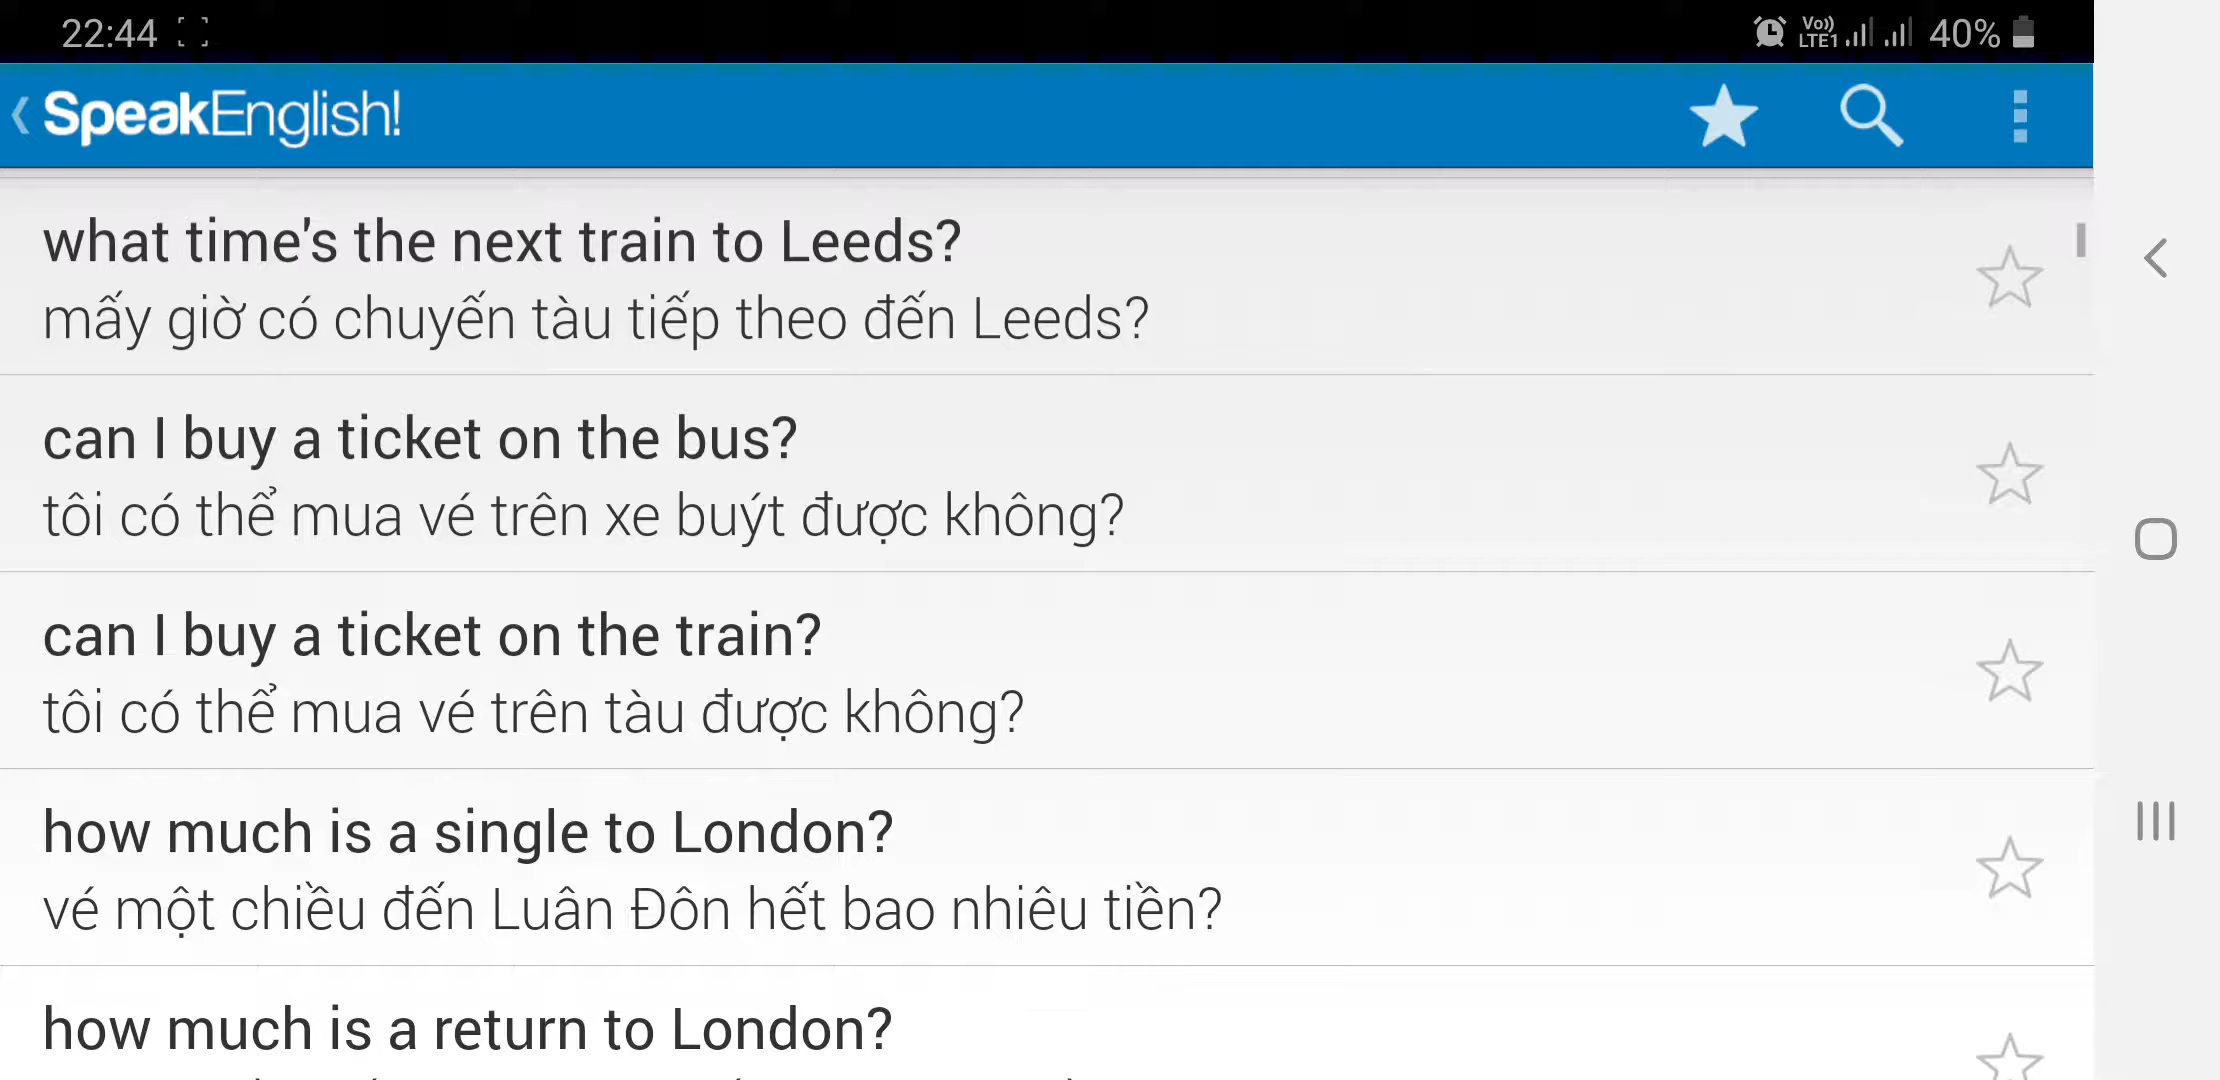 22:44 Vo)) LTE1 40%
SpeakEnglish!
what time's the next train to Leeds?
mấy giờ có chuyến tàu tiếp theo đến Leeds?
can I buy a ticket on the bus?
tôi có thể mua vé trên xe buýt được không?
can I buy a ticket on the train?
tôi có thể mua vé trên tàu được không?
how much is a single to London?
vé một chiều đến Luân Đôn hết bao nhiêu tiền?
how much is a return to London?